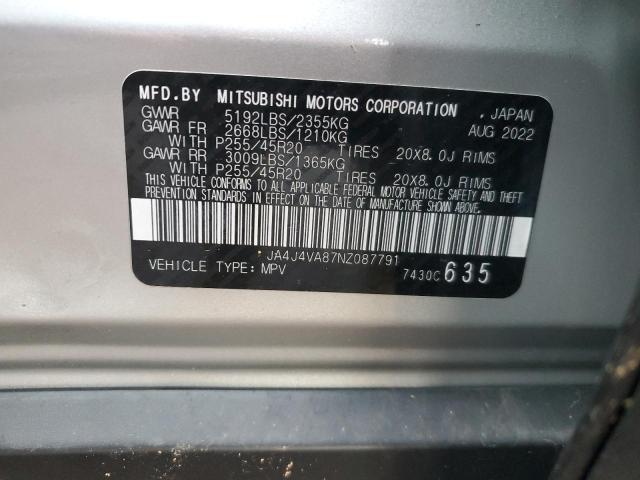 MFD.BY MITSUBISHI MOTORS CORPORATION , JAPAN
GVWR 5192LBS/2355KG AUG 2022
GAWR FR 2668LBS/1210KG
WITH P255/45R20 TIRES 20X8.0J RIMS
GAWR RR 3009LBS/1365KG
WITH P255/45R20 TIRES 20X8.0J RIMS
THIS VEHICLE CONFORMS TO ALL APPLICABLE FEDERAL MOTOR VEHICLE SAFETY AND THEFT
PREVENTION STANDARDS IN EFFECT ON THE DATE OF MANUFACTURE SHOWN ABOVE.
JA4J4VA87NZ087791
VEHICLE TYPE: MPV 7430C 635